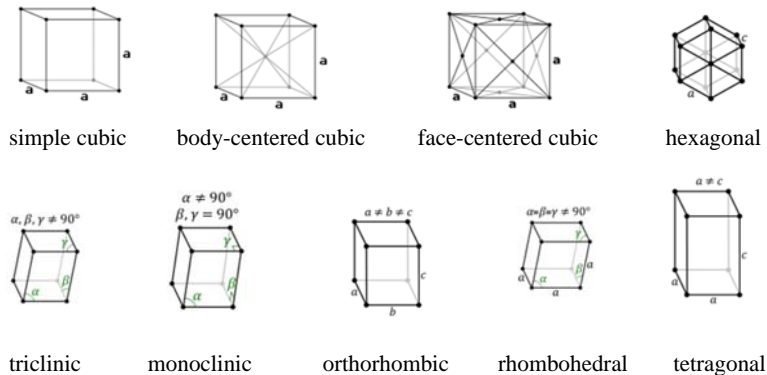 a
a
a
a
a
a
a
a
a
c
a
simple cubic
body-centered cubic
face-centered cubic
hexagonal
α, β, γ ≠ 90°
γ
β
α
α ≠ 90°
β, γ = 90°
γ
β
α
a ≠ b ≠ c
c
a
b
α=β=γ ≠ 90°
γ
β
a
a
α
a
a ≠ c
c
a
a
triclinic
monoclinic
orthorhombic
rhombohedral
tetragonal